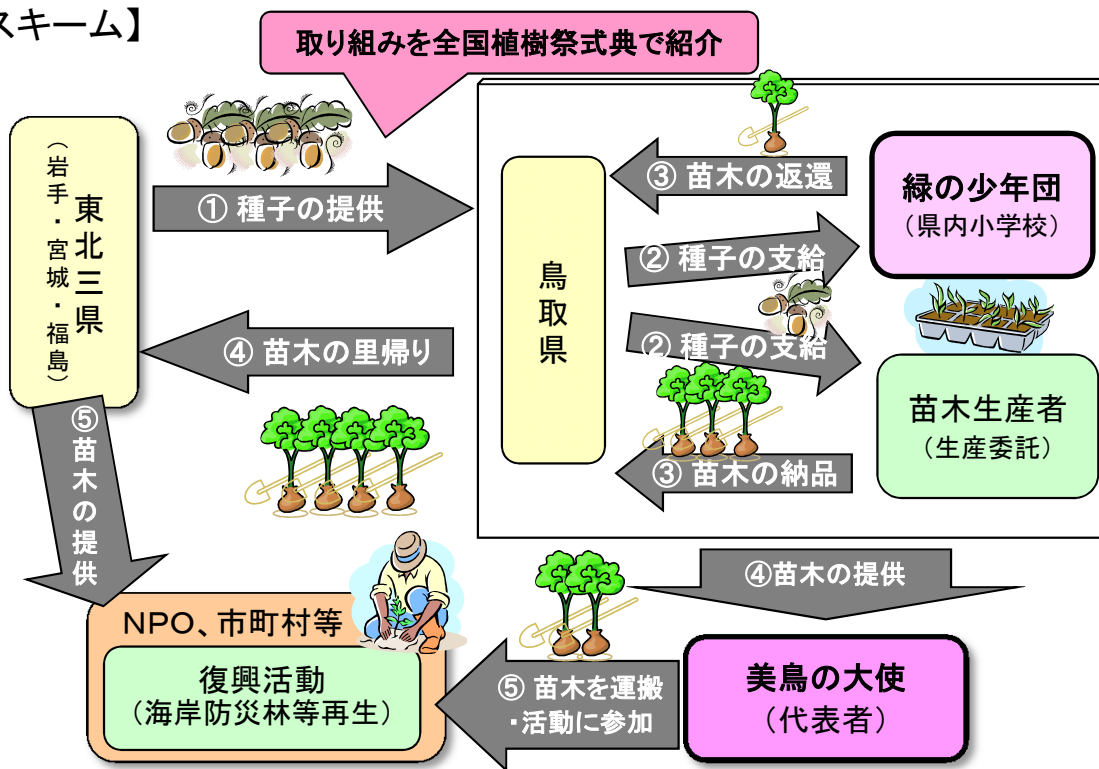 スキーム】
取り組みを全国植樹祭式典で紹介
東北三県
（岩手・宮城・福島）
① 種子の提供
鳥取県
③ 苗木の返還
緑の少年団
（県内小学校）
② 種子の支給
② 種子の支給
④ 苗木の里帰り
苗木生産者
（生産委託）
③ 苗木の納品
⑤苗木の提供
④苗木の提供
NPO、市町村等
復興活動
（海岸防災林等再生）
⑤ 苗木を運搬
・活動に参加
美鳥の大使
（代表者）